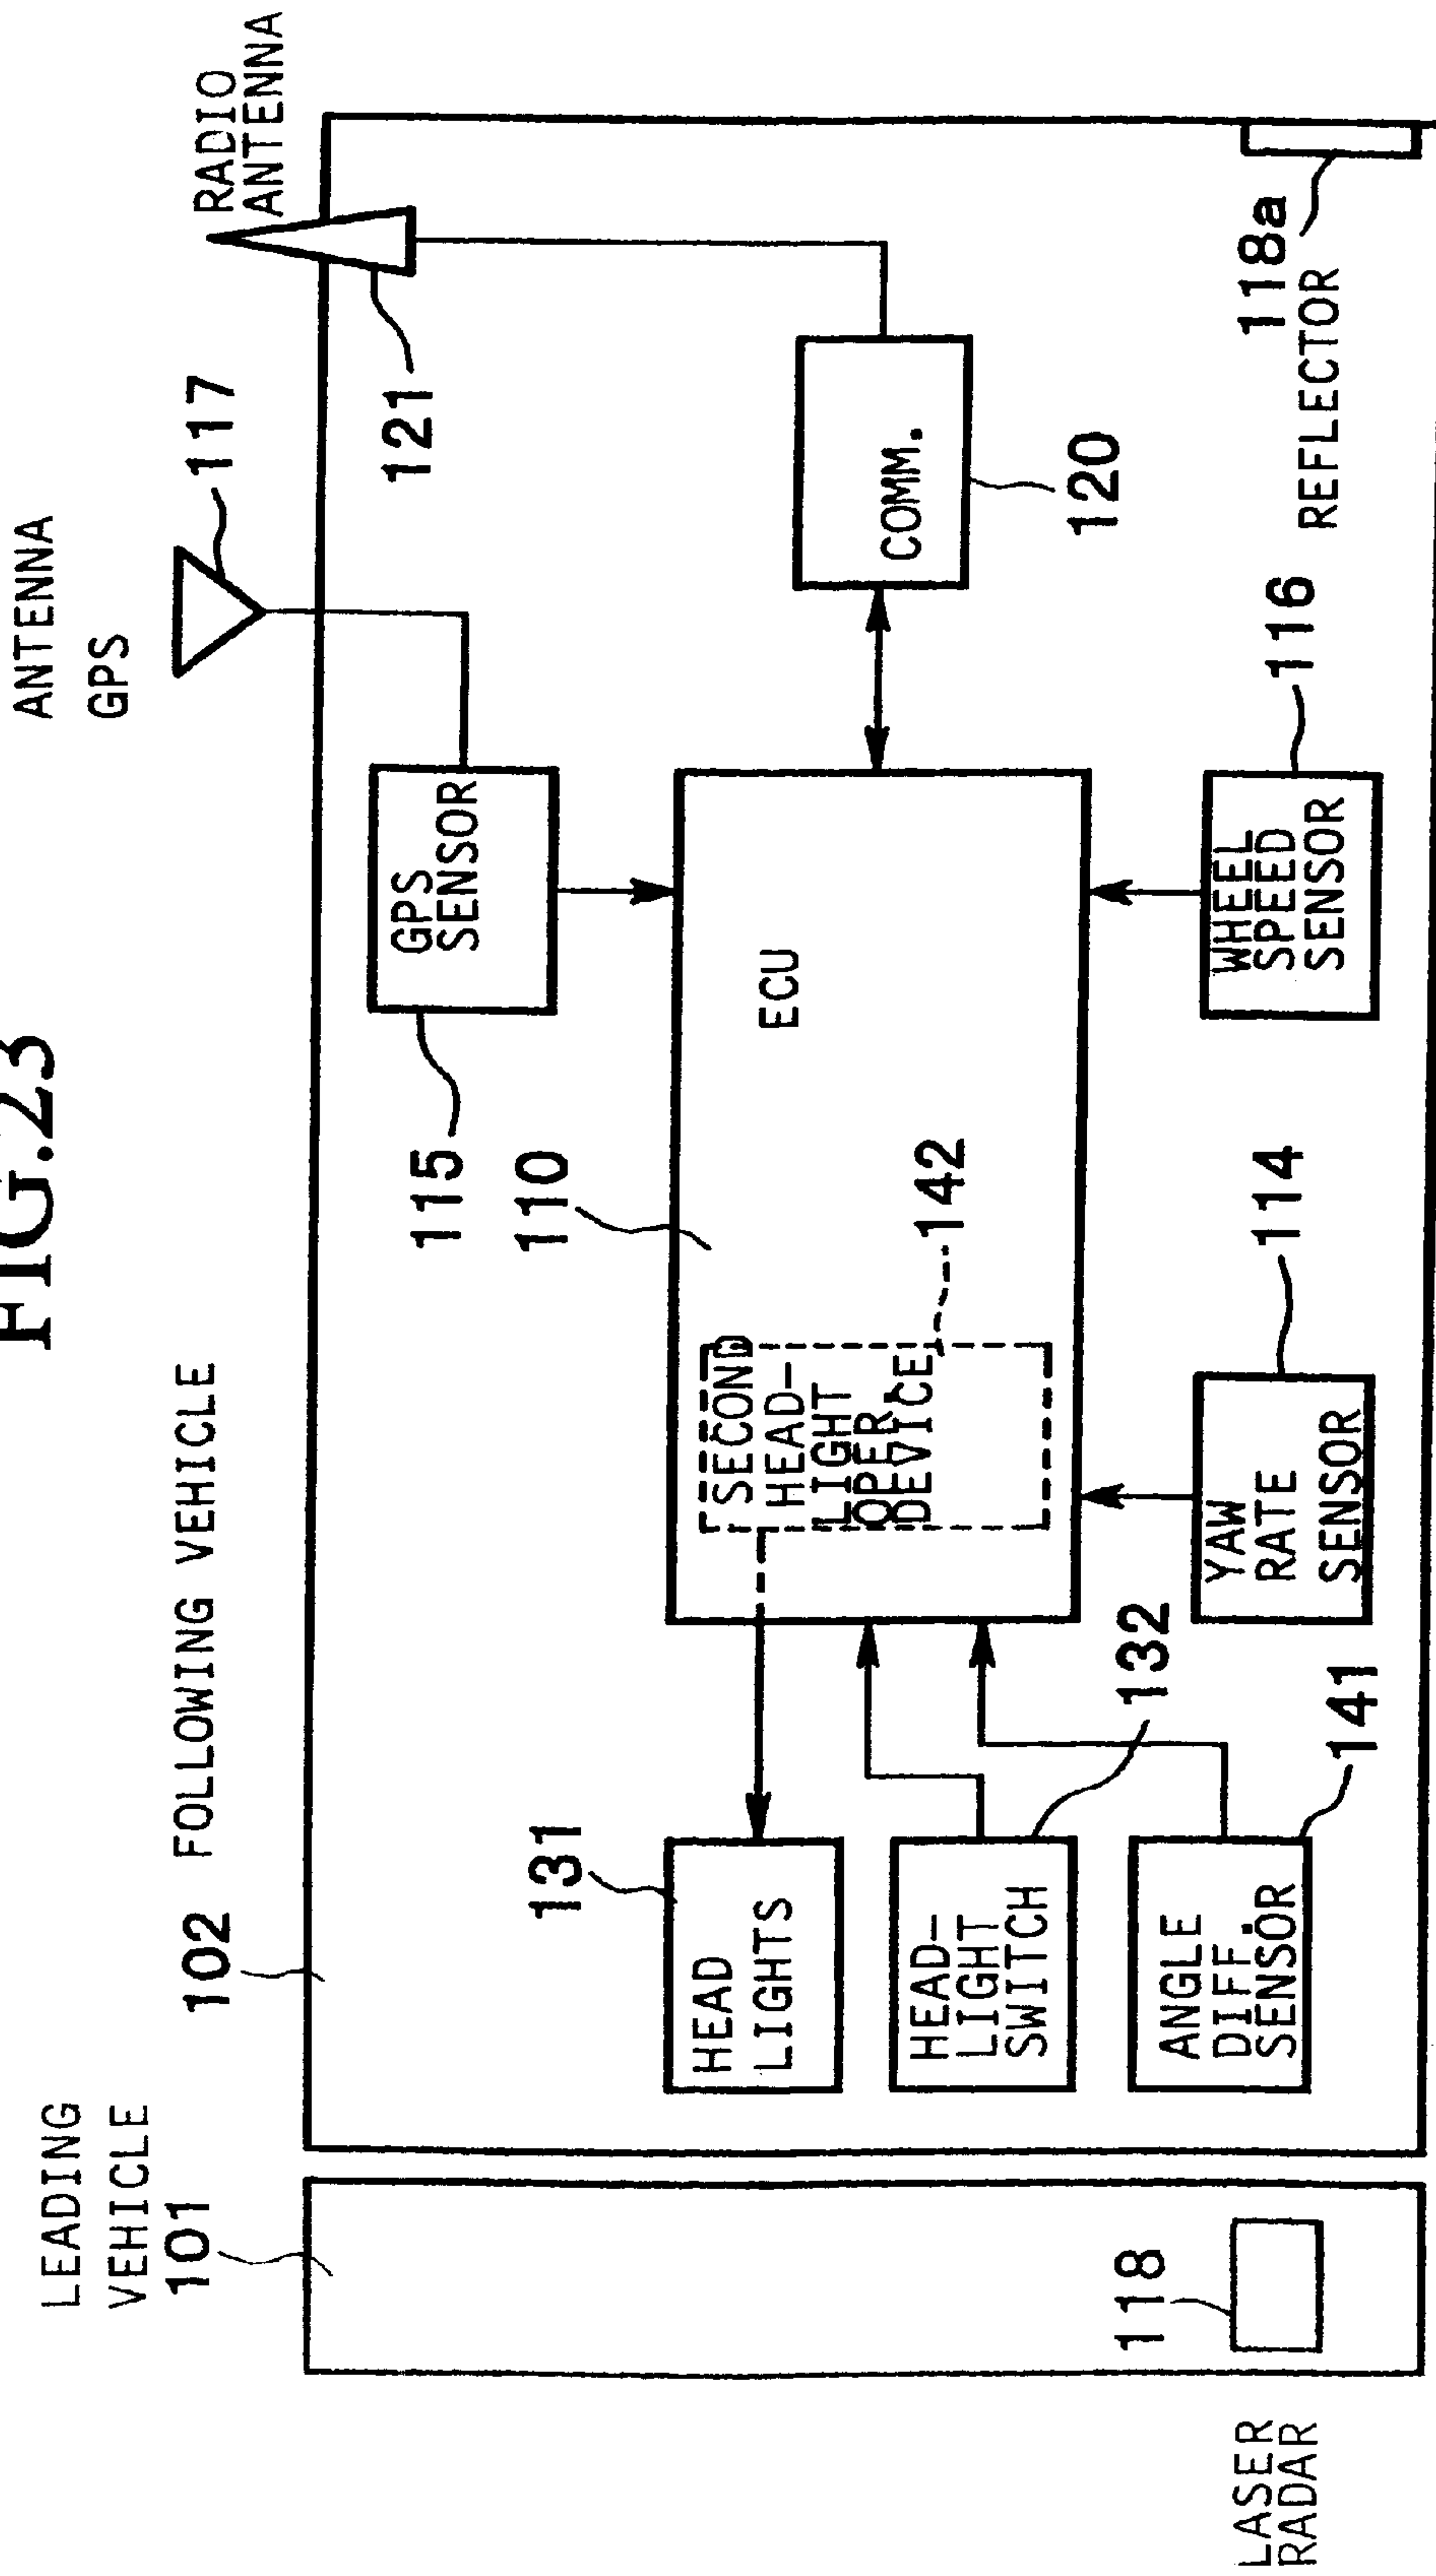 FIG.23
ANTENNA
GPS
117
RADIO
ANTENNA
121
LEADING
VEHICLE
101
102 FOLLOWING VEHICLE
115
GPS
SENSOR
110
ECU
COMM.
120
131
HEAD
LIGHTS
SECOND
HEAD-
LIGHT
OPER.
DEVICE
142
HEAD-
LIGHT
SWITCH
132
ANGLE
DIFF.
SENSOR
141
YAW
RATE
SENSOR
114
WHEEL
SPEED
SENSOR
116
118a
REFLECTOR
118
LASER
RADAR